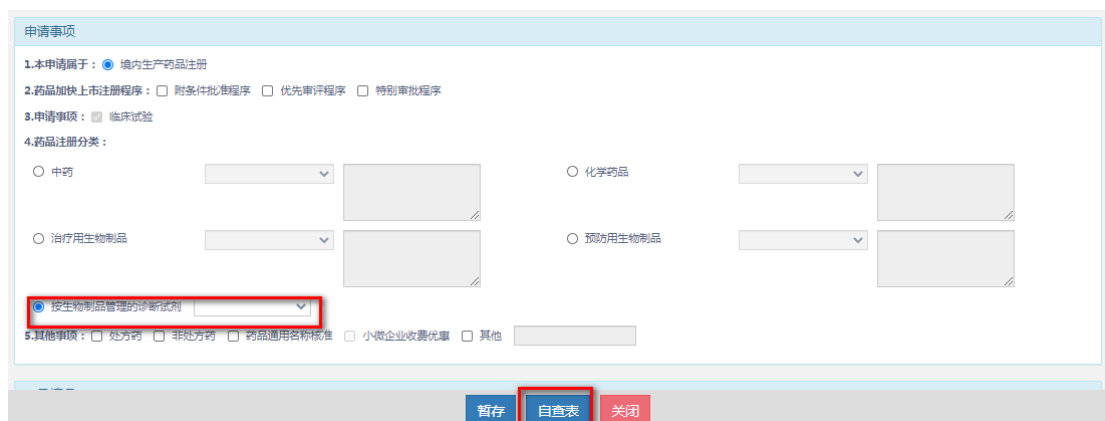 申请事项
1.本申请属于： 境内生产药品注册
2.药品加快上市注册程序： 附条件批准程序 优先审评程序 特别审批程序
3.申请事项： 临床试验
4.药品注册分类：
中药 化学药品
治疗用生物制品 预防用生物制品
按生物制品管理的诊断试剂
5.其他事项： 处方药 非处方药 药品通用名称核准 小微企业收费优惠 其他
暂存 自查表 关闭